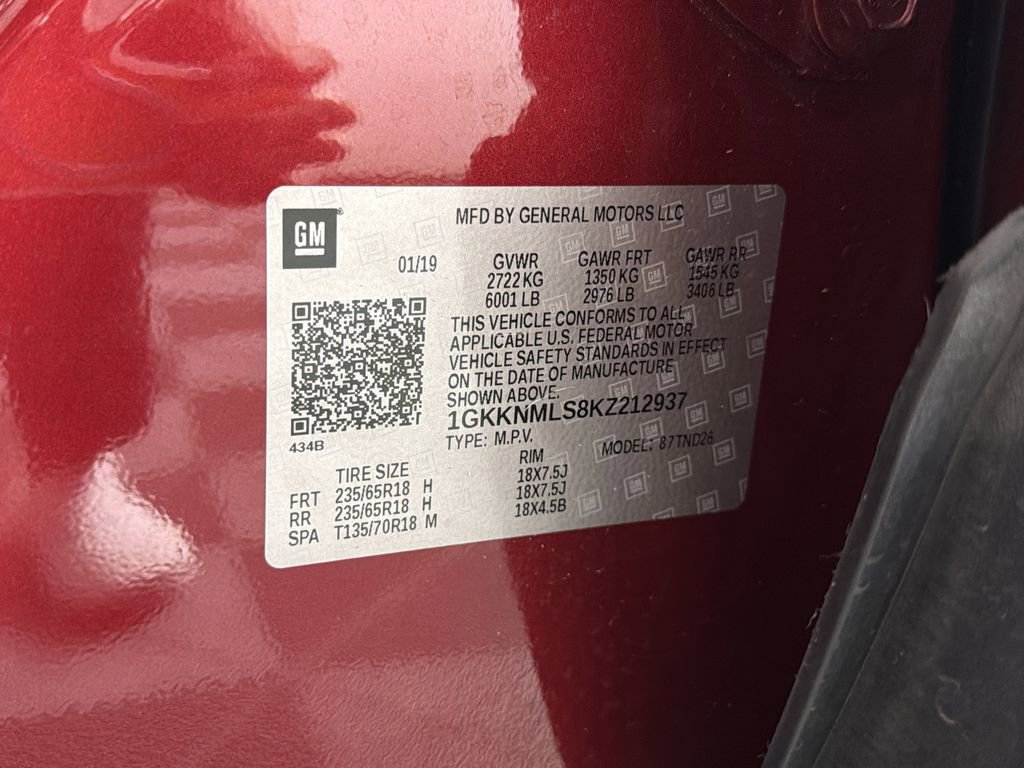 GM
MFD BY GENERAL MOTORS LLC
01/19
GVWR GAWR FRT GAWR RR
2722 KG 1350 KG 1545 KG
6001 LB 2976 LB 3406 LB
THIS VEHICLE CONFORMS TO ALL
APPLICABLE U.S. FEDERAL MOTOR
VEHICLE SAFETY STANDARDS IN EFFECT
ON THE DATE OF MANUFACTURE
SHOWN ABOVE.
1GKKNMLS8KZ212937
434B
TYPE: M.P.V. MODEL: 87TND26
TIRE SIZE RIM
FRT 235/65R18 H 18X7.5J
RR 235/65R18 H 18X7.5J
SPA T135/70R18 M 18X4.5B